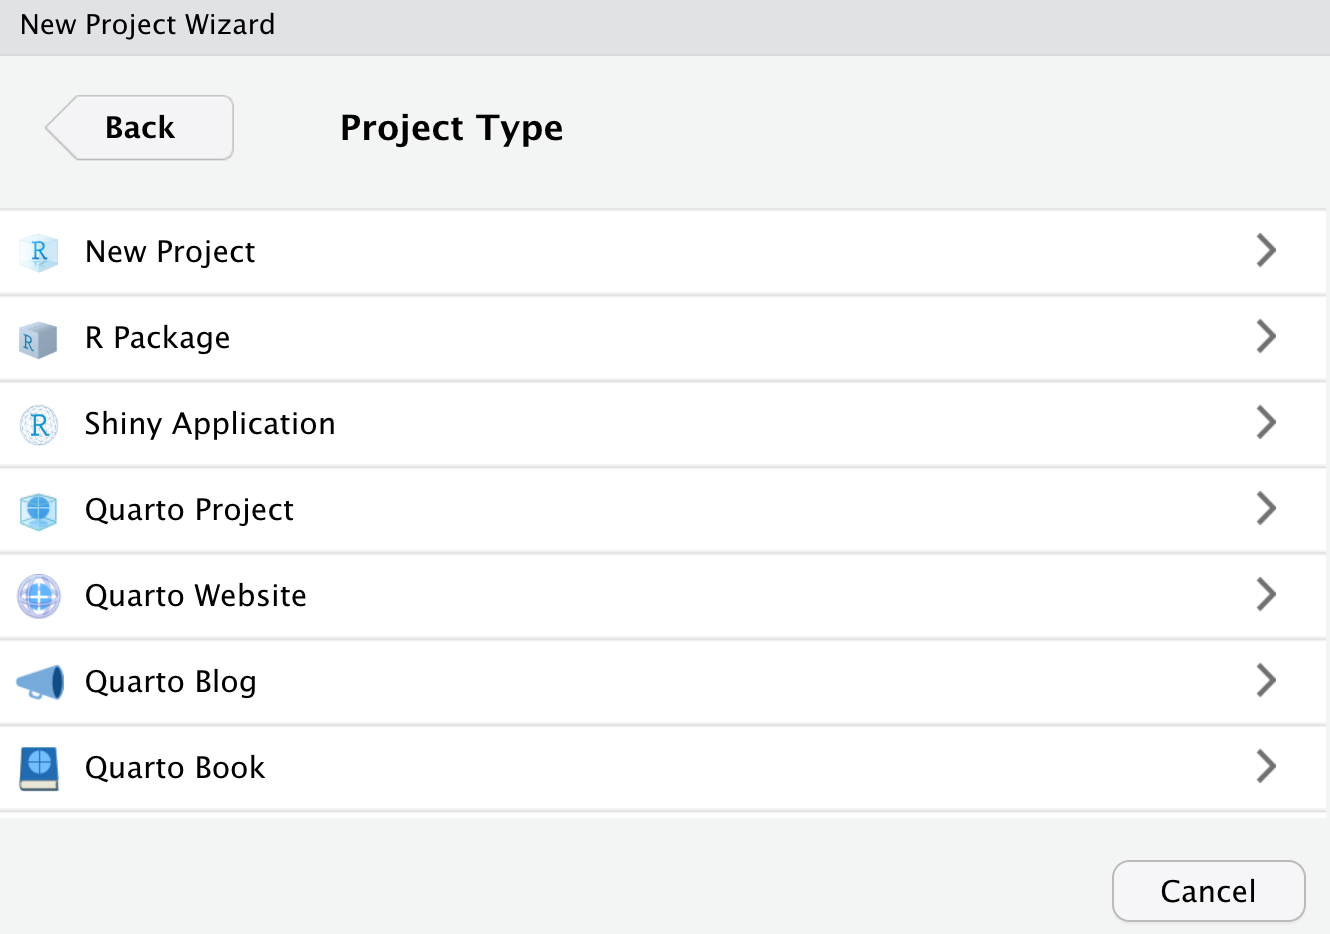 New Project Wizard
Back
Project Type
R New Project
R R Package
R Shiny Application
Quarto Project
Quarto Website
Quarto Blog
Quarto Book
Cancel